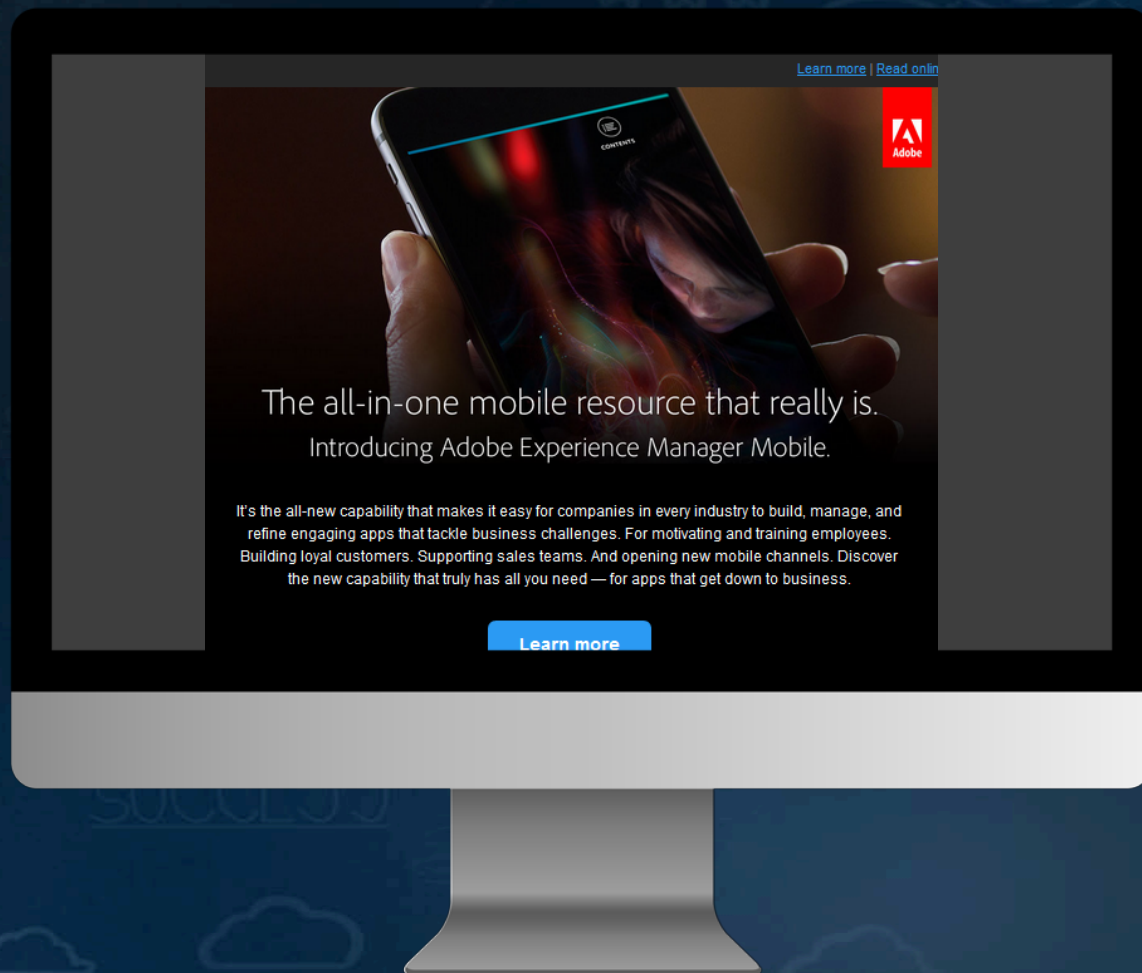 Learn more | Read onlin
CONTENTS
Adobe
The all-in-one mobile resource that really is.
Introducing Adobe Experience Manager Mobile.
It's the all-new capability that makes it easy for companies in every industry to build, manage, and
refine engaging apps that tackle business challenges. For motivating and training employees.
Building loyal customers. Supporting sales teams. And opening new mobile channels. Discover
the new capability that truly has all you need — for apps that get down to business.
Learn more
SUCCESS